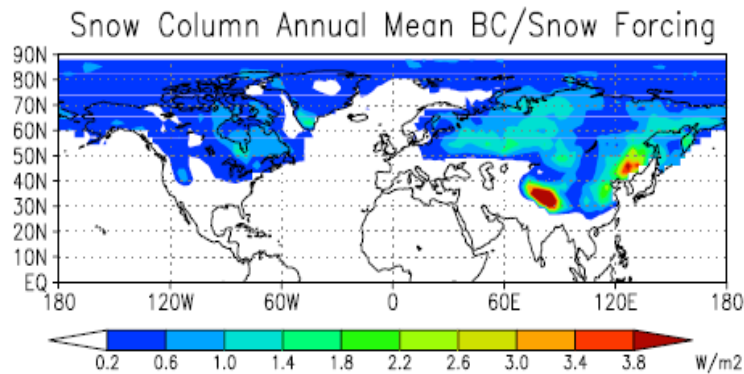 Snow Column Annual Mean BC/Snow Forcing
90N
80N
70N
60N
50N
40N
30N
20N
10N
EQ
180 120W 60W 0 60E 120E 180
0.2 0.6 1.0 1.4 1.8 2.2 2.6 3.0 3.4 3.8 W/m2